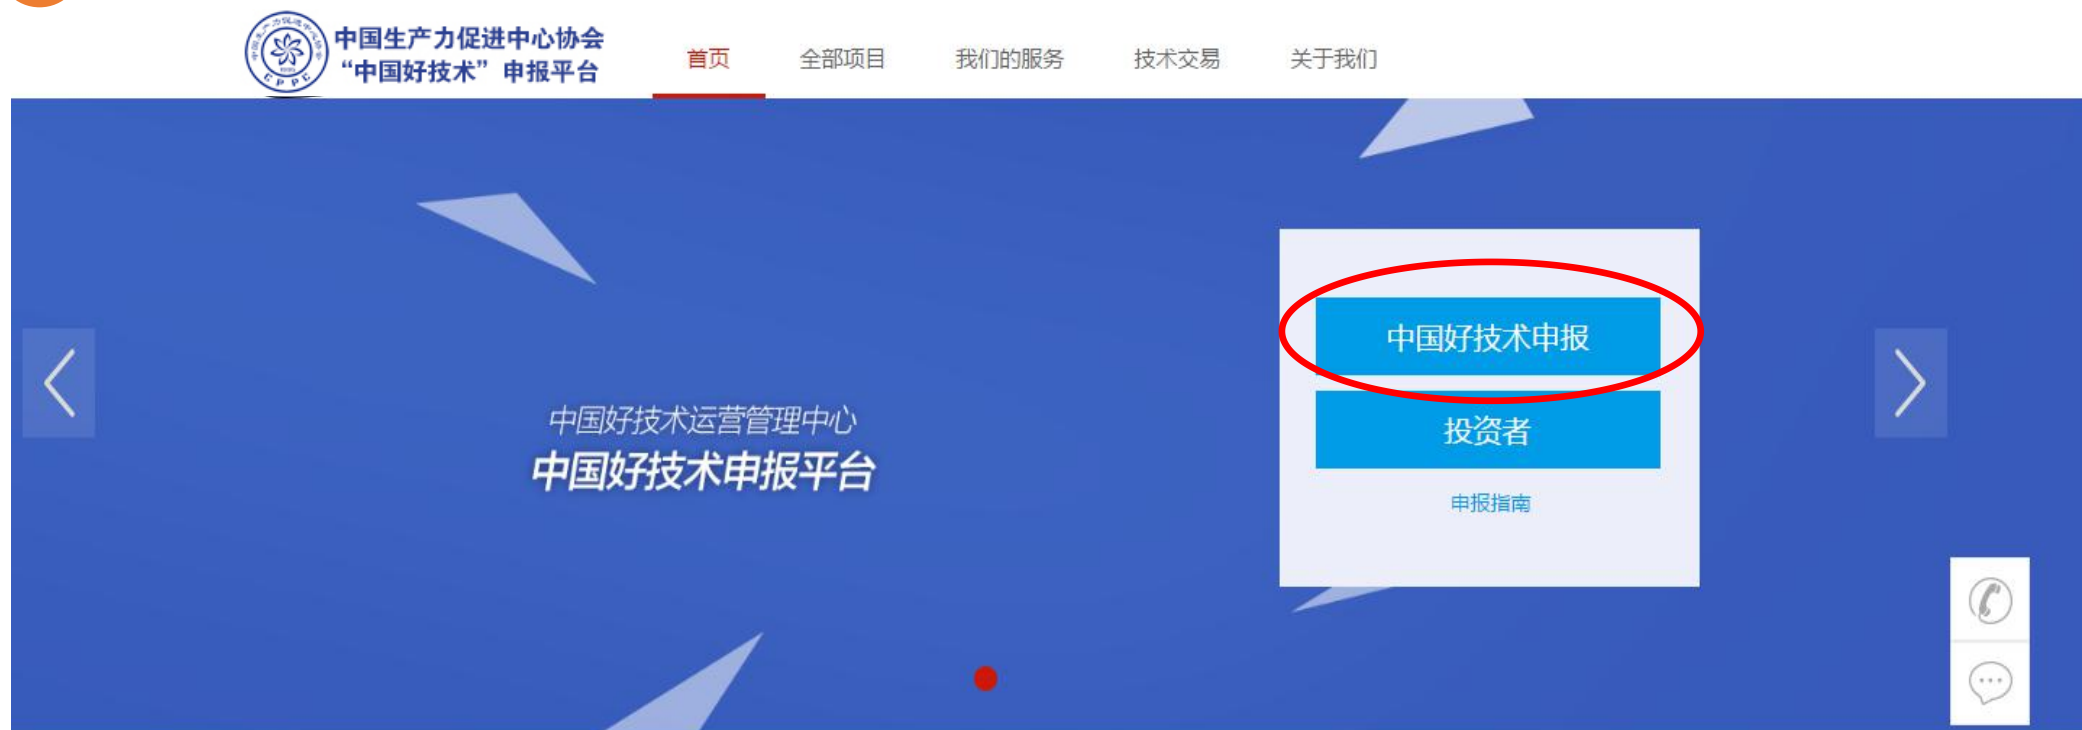 中国生产力促进中心协会
“中国好技术”申报平台
首页
全部项目
我们的服务
技术交易
关于我们
中国好技术运营管理中心
中国好技术申报平台
中国好技术申报
投资者
申报指南
CPPC